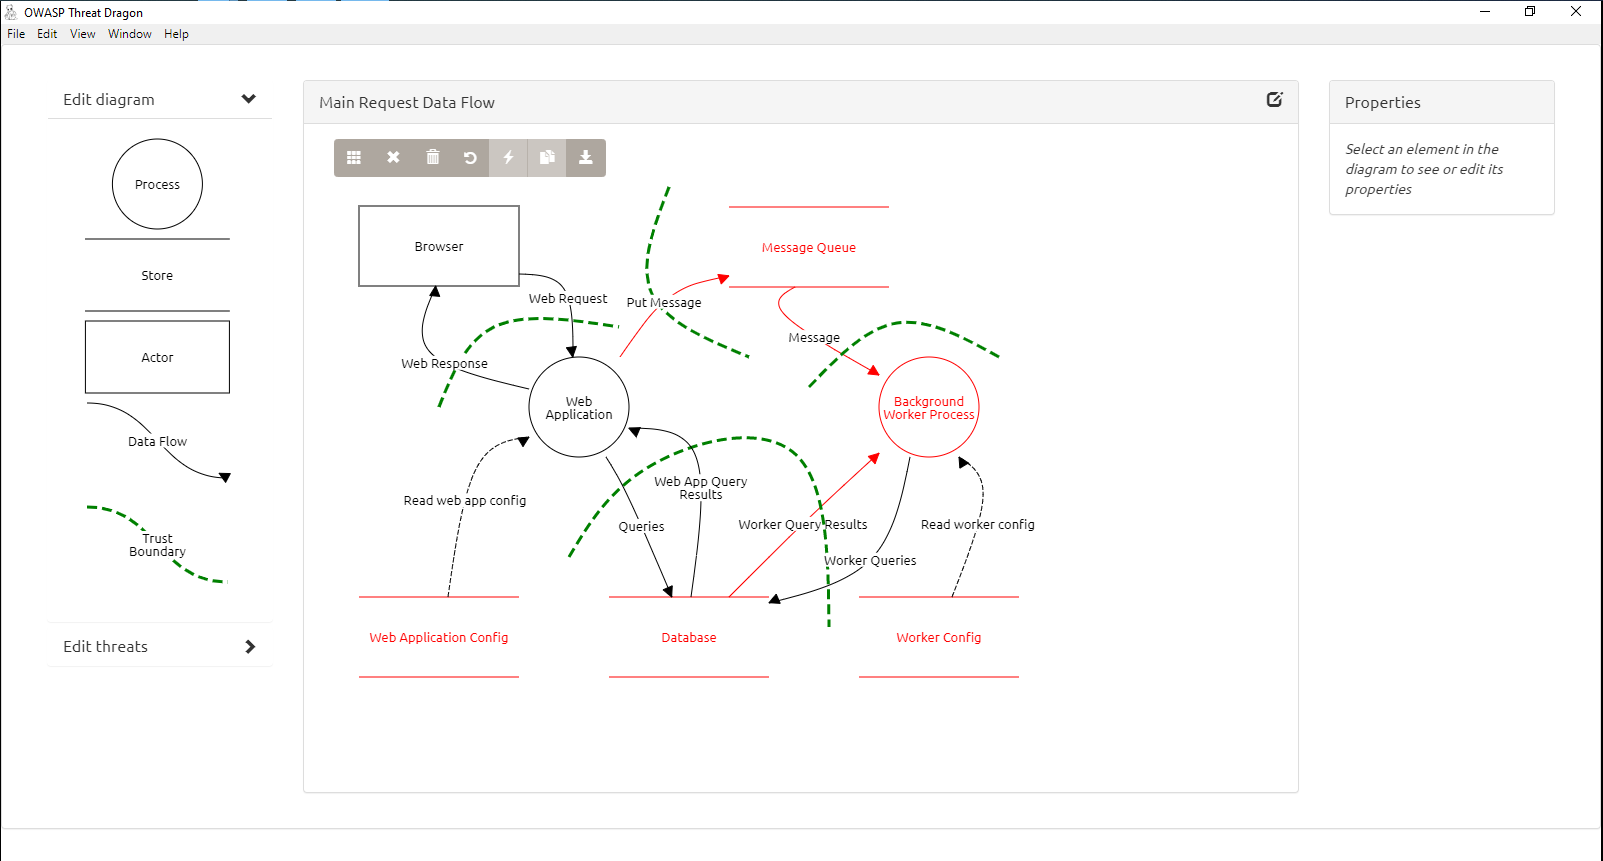 OWASP Threat Dragon
File Edit View Window Help
Edit diagram
Process
Store
Actor
Data Flow
Trust
Boundary
Edit threats
Main Request Data Flow
Browser
Message Queue
Web Request
Put Message
Message
Web Response
Web
Application
Background
Worker Process
Read web app config
Web App Query
Results
Queries
Worker Query Results
Read worker config
Worker Queries
Web Application Config
Database
Worker Config
Properties
Select an element in the
diagram to see or edit its
properties